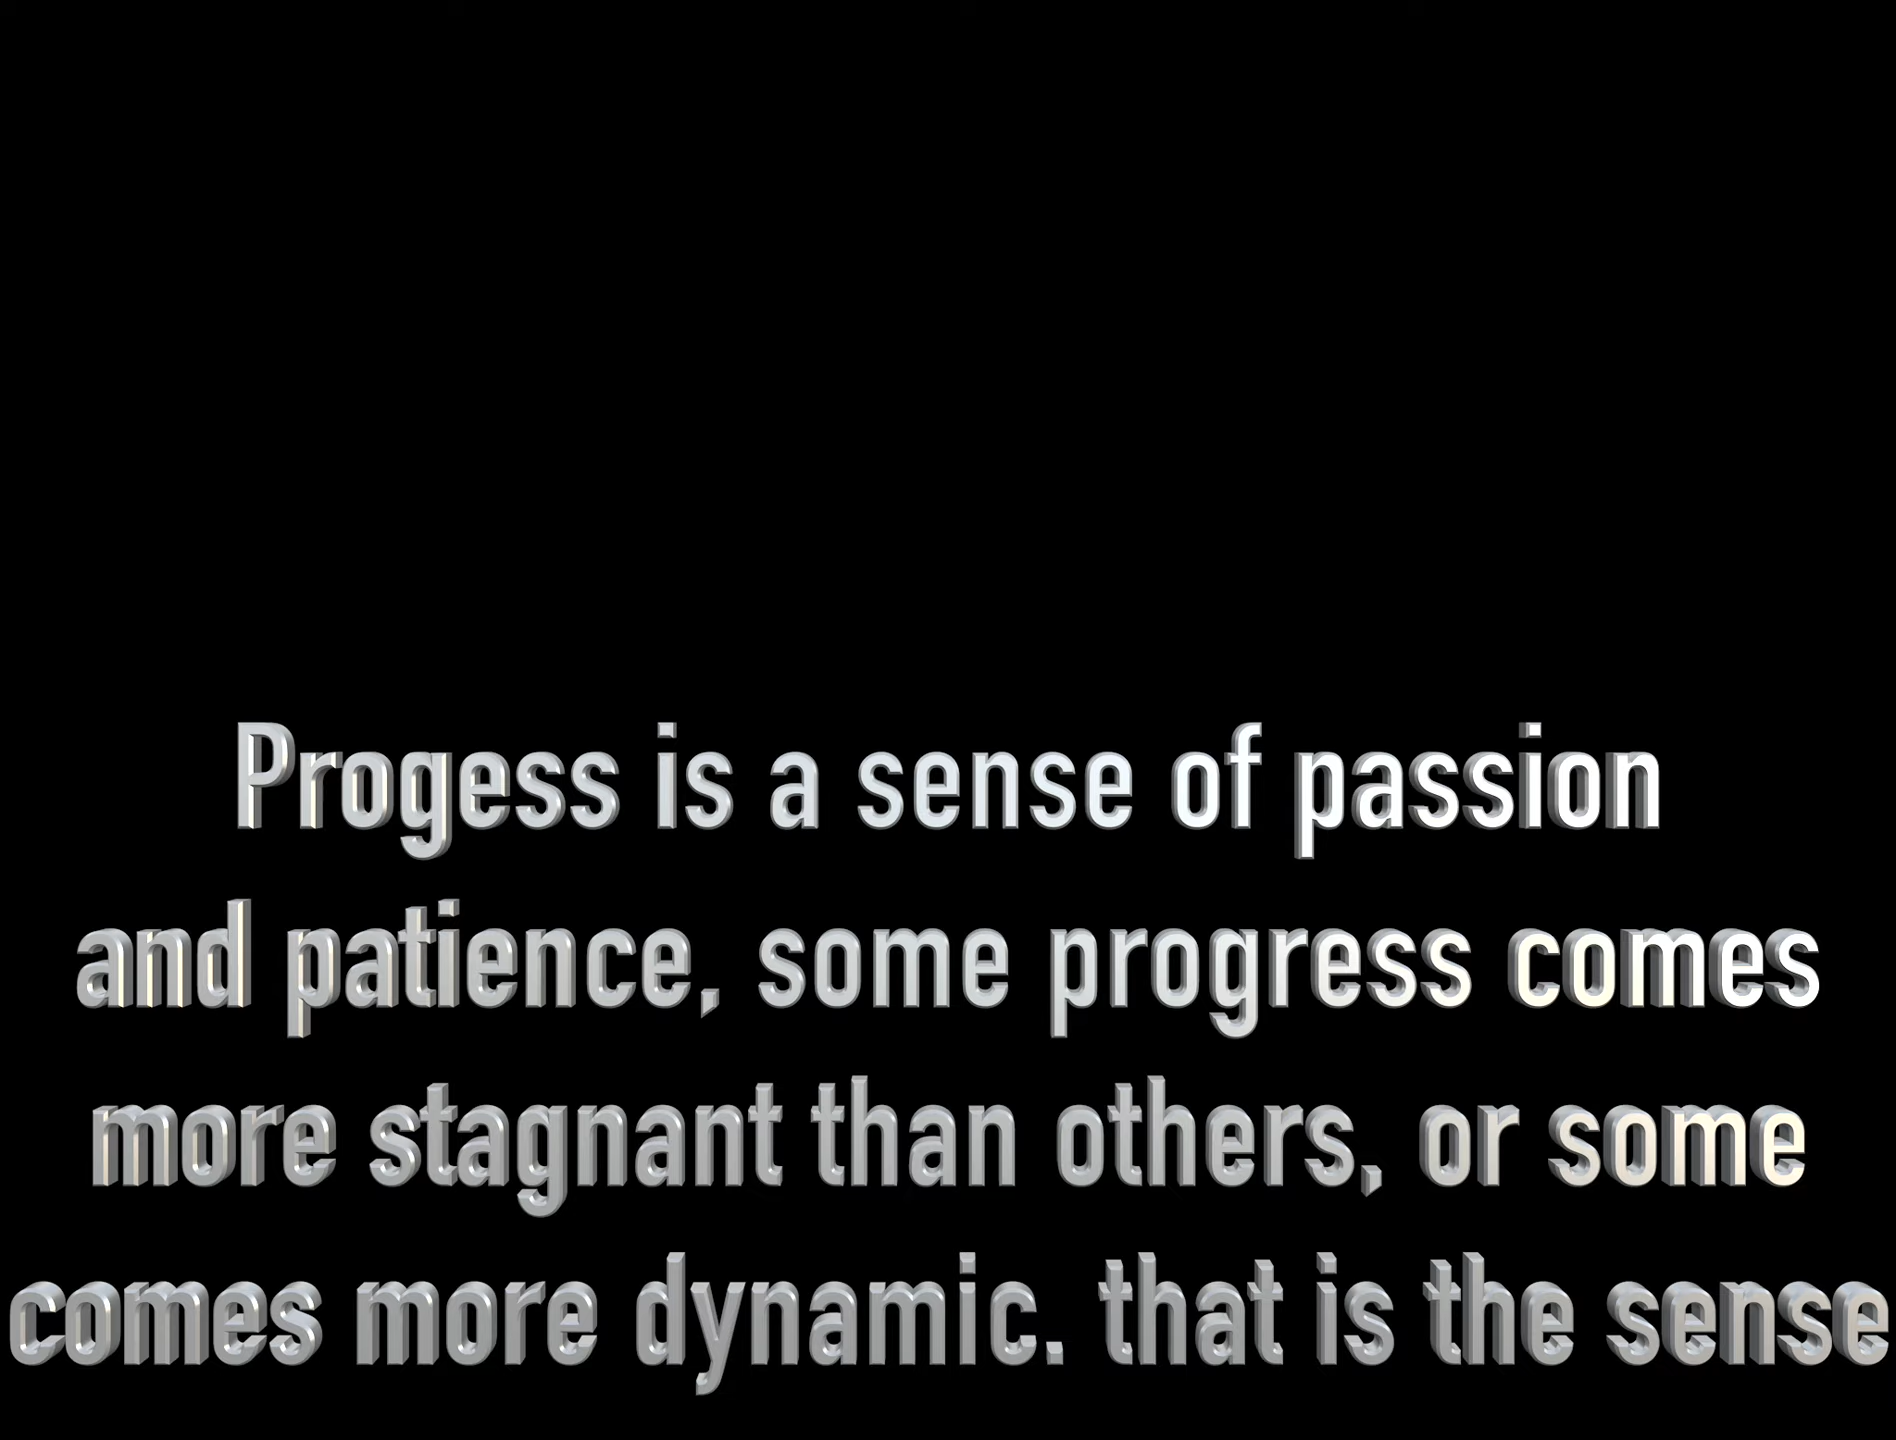 Progess is a sense of passion
and patience, some progress comes
more stagnant than others, or some
comes more dynamic. that is the sense